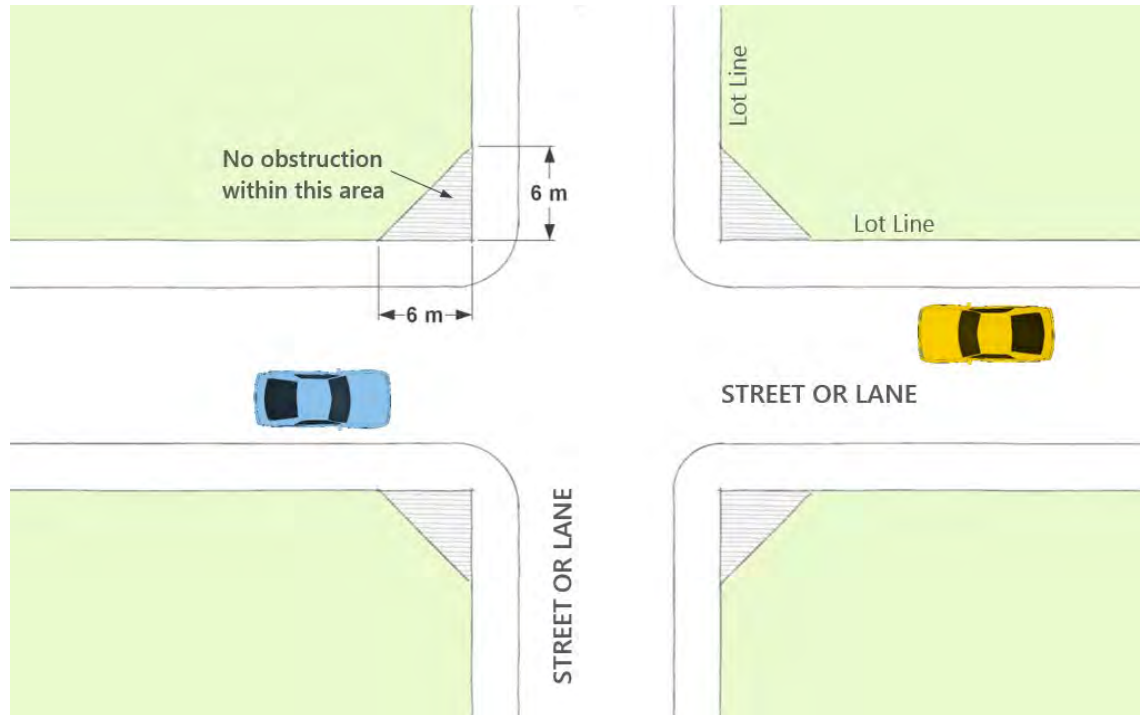 Lot Line
No obstruction
within this area
6 m
Lot Line
6 m
STREET OR LANE
STREET OR LANE